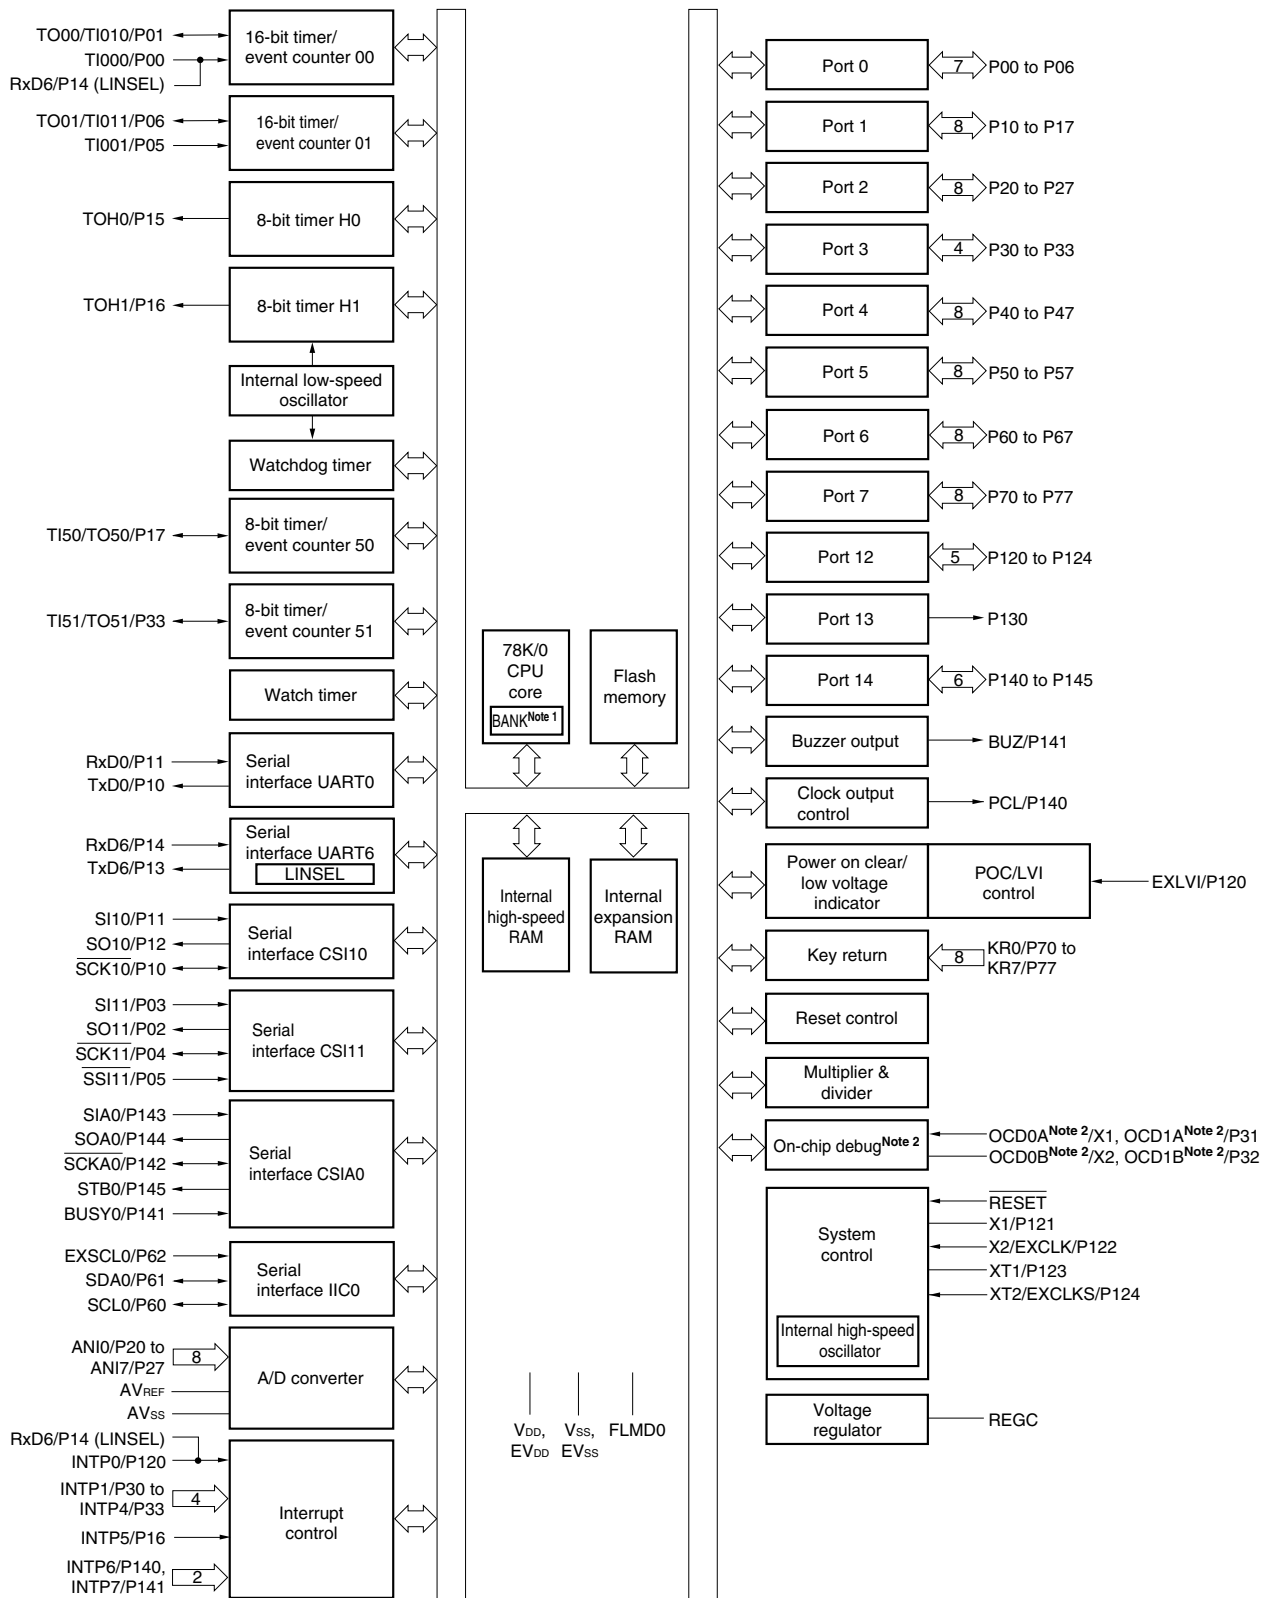 TO00/TI010/P01
TI000/P00
RxD6/P14 (LINSEL)
16-bit timer/
event counter 00
TO01/TI011/P06
TI001/P05
16-bit timer/
event counter 01
TOH0/P15
8-bit timer H0
TOH1/P16
8-bit timer H1
Internal low-speed
oscillator
Watchdog timer
TI50/TO50/P17
8-bit timer/
event counter 50
TI51/TO51/P33
8-bit timer/
event counter 51
Watch timer
RxD0/P11
TxD0/P10
Serial
interface UART0
RxD6/P14
TxD6/P13
Serial
interface UART6
LINSEL
SI10/P11
SO10/P12
SCK10/P10
Serial
interface CSI10
SI11/P03
SO11/P02
SCK11/P04
SSI11/P05
Serial
interface CSI11
SIA0/P143
SOA0/P144
SCKA0/P142
STB0/P145
BUSY0/P141
Serial
interface CSIA0
EXSCL0/P62
SDA0/P61
SCL0/P60
Serial
interface IIC0
ANI0/P20 to
ANI7/P27
8
AVREF
AVSS
A/D converter
RxD6/P14 (LINSEL)
INTP0/P120
INTP1/P30 to
INTP4/P33
4
INTP5/P16
INTP6/P140,
INTP7/P141
2
Interrupt
control
78K/0
CPU
core
BANKNote 1
Flash
memory
Internal
high-speed
RAM
Internal
expansion
RAM
VDD,
EVDD
VSS,
EVSS
FLMD0
Port 0
7
P00 to P06
Port 1
8
P10 to P17
Port 2
8
P20 to P27
Port 3
4
P30 to P33
Port 4
8
P40 to P47
Port 5
8
P50 to P57
Port 6
8
P60 to P67
Port 7
8
P70 to P77
Port 12
5
P120 to P124
Port 13
P130
Port 14
6
P140 to P145
Buzzer output
BUZ/P141
Clock output
control
PCL/P140
Power on clear/
low voltage
indicator
POC/LVI
control
EXLVI/P120
Key return
8
KR0/P70 to
KR7/P77
Reset control
Multiplier &
divider
On-chip debugNote 2
OCD0ANote 2/X1, OCD1ANote 2/P31
OCD0BNote 2/X2, OCD1BNote 2/P32
System
control
RESET
X1/P121
X2/EXCLK/P122
XT1/P123
XT2/EXCLKS/P124
Internal high-speed
oscillator
Voltage
regulator
REGC